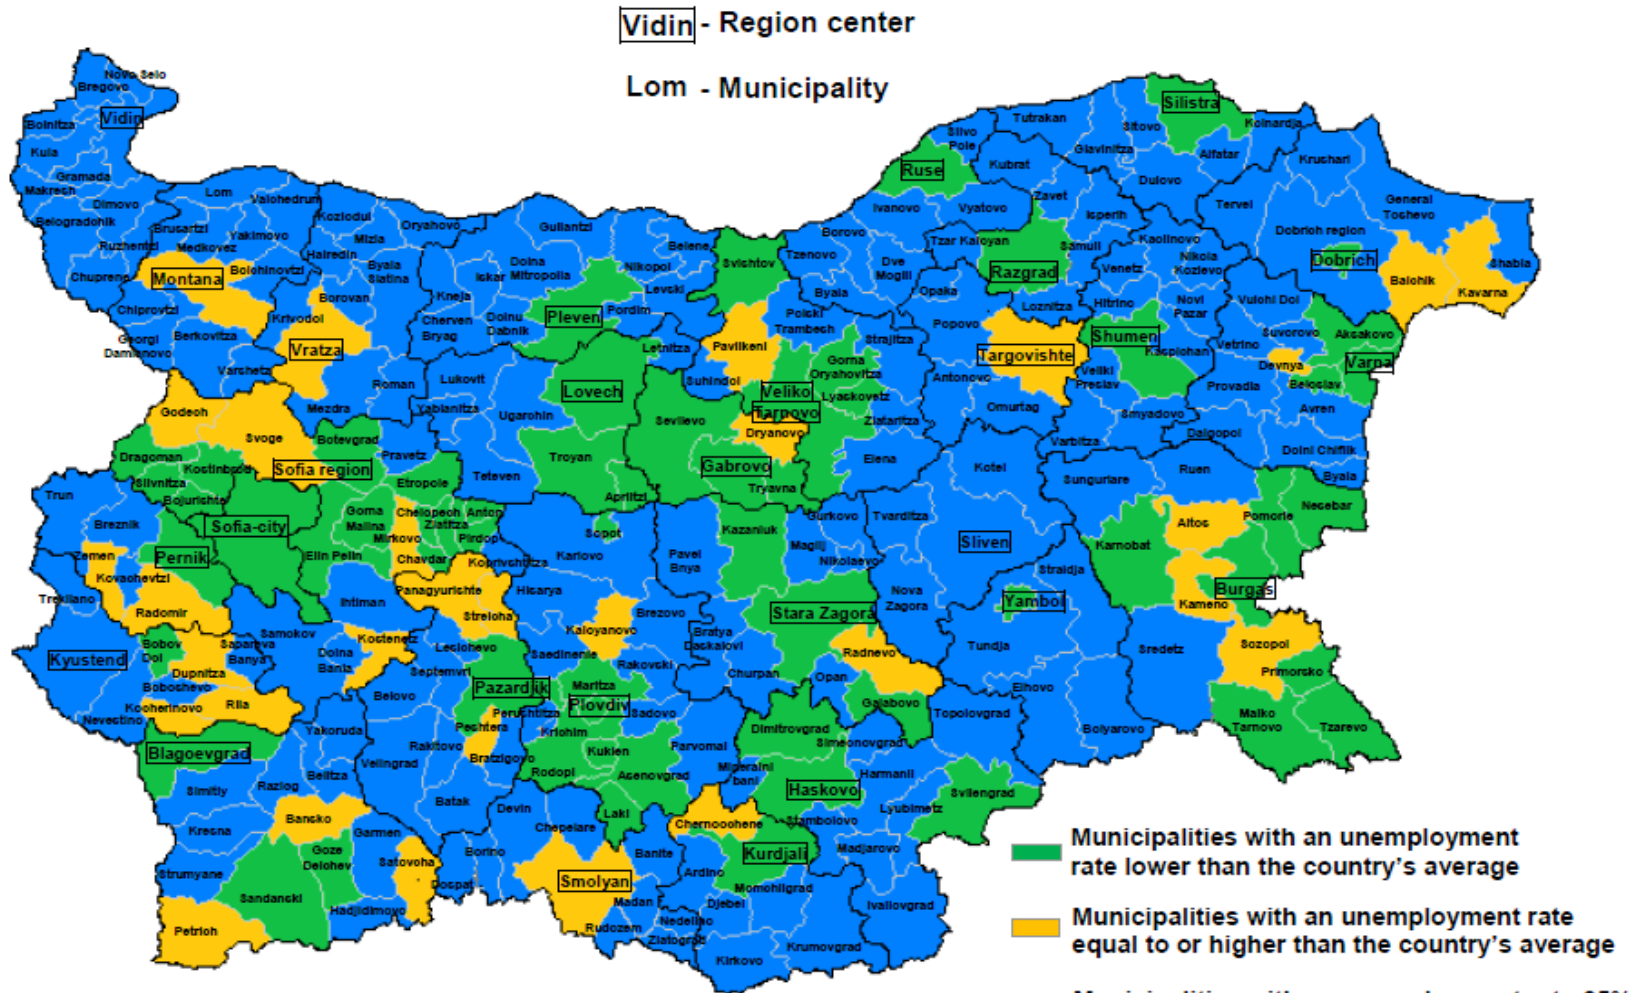 Vidin - Region center
Lom - Municipality
Novo Selo
Bregovo
Vidin
Boinitza
Kula
Gramada
Makresh
Dimovo
Belogradchik
Ruzhentzi
Chuprene
Lom
Valchedrun
Brusartzi
Medkovez
Yakimovo
Montana
Boichinovtzi
Chiprovtzi
Georgi
Damianovo
Berkovitza
Varshetz
Kozlodui
Mizia
Oryahovo
Hairedin
Byala
Slatina
Borovan
Krivodol
Vratza
Roman
Mezdra
Guliantzi
Dolna
Mitropolia
Iskar
Kneja
Nikopol
Belene
Levski
Pordim
Pleven
Dolnu
Dabnik
Cherven
Bryag
Letnitza
Lukovit
Lovech
Yablanitza
Ugarchin
Teteven
Troyan
Apriltzi
Svishtov
Pavlikeni
Polski
Trambesh
Suhindol
Strajitza
Gorna
Oryahovitza
Veliko
Tarnovo
Lyaskovetz
Zlataritza
Elena
Sevlievo
Dryanovo
Gabrovo
Tryavna
Ruse
Slivo
Pole
Ivanovo
Vyatovo
Borovo
Tzenovo
Dve
Mogili
Byala
Tutrakan
Silistra
Sitovo
Kainardja
Glavinitza
Alfatar
Dulovo
Kubrat
Zavet
Isperih
Tzar Kaloyan
Samuil
Razgrad
Loznitza
Opaka
Popovo
Targovishte
Antonovo
Omurtag
Kaolinovo
Venetz
Nikola
Kozlevo
Hitrino
Novi
Pazar
Shumen
Kaspichan
Veliki
Preslav
Smyadovo
Varbitza
Krushari
Tervel
General
Toshevo
Dobrich region
Dobrich
Balchik
Kavarna
Shabla
Vulchi Dol
Suvorovo
Aksakovo
Vetrino
Devnya
Varna
Beloslav
Provadia
Avren
Dalgopol
Dolni Chiflik
Byala
Godech
Svoge
Botevgrad
Dragoman
Kostinbrod
Sofia region
Pravetz
Slivnitza
Bojurishte
Etropole
Sofia-city
Gorna
Malina
Chelopech
Anton
Zlatitza
Mirkovo
Pirdop
Chavdar
Elin Pelin
Koprivshtitza
Ihtiman
Samokov
Kostenetz
Dolna
Bania
Trun
Breznik
Pernik
Zemen
Kovachevtzi
Radomir
Trekliano
Kyustend
Bobov
Dol
Sapareva
Banya
Dupnitza
Boboshevo
Kocherinovo
Rila
Nevestino
Blagoevgrad
Yakoruda
Simitly
Razlog
Belitza
Bansko
Kresna
Garmen
Goze
Delchev
Satovcha
Strumyane
Sandanski
Hadjidimovo
Petrich
Panagyurishte
Strelcha
Lesichevo
Septemvri
Belovo
Pazardjik
Peshtera
Rakitovo
Bratzigovo
Velingrad
Batak
Sopot
Karlovo
Hisarya
Kaloyanovo
Brezovo
Saedinenie
Rakovski
Maritza
Plovdiv
Sadovo
Perushtitza
Krichim
Kuklen
Parvomai
Rodopi
Asenovgrad
Laki
Devin
Chepelare
Borino
Dospat
Smolyan
Banite
Madan
Rudozem
Nedelino
Zlatograd
Kazanluk
Gurkovo
Maglij
Nikolaevo
Pavel
Bnya
Stara Zagora
Bratya
Daskalovi
Churpan
Radnevo
Opan
Galabovo
Tvarditza
Kotel
Sliven
Nova
Zagora
Straldja
Yambol
Tundja
Elhovo
Bolyarovo
Topolovgrad
Ruen
Sungurlare
Aitos
Pomorie
Nesebar
Karnobat
Kameno
Burgas
Sredetz
Sozopol
Primorsko
Malko
Tarnovo
Tzarevo
Dimitrovgrad
Simeonovgrad
Mineralni
bani
Haskovo
Harmanli
Svilengrad
Lyubimetz
Stambolovo
Madjarovo
Ivailovgrad
Chernoochene
Kurdjali
Ardino
Momchilgrad
Djebel
Krumovgrad
Kirkovo
Municipalities with an unemployment
rate lower than the country's average
Municipalities with an unemployment rate
equal to or higher than the country's average